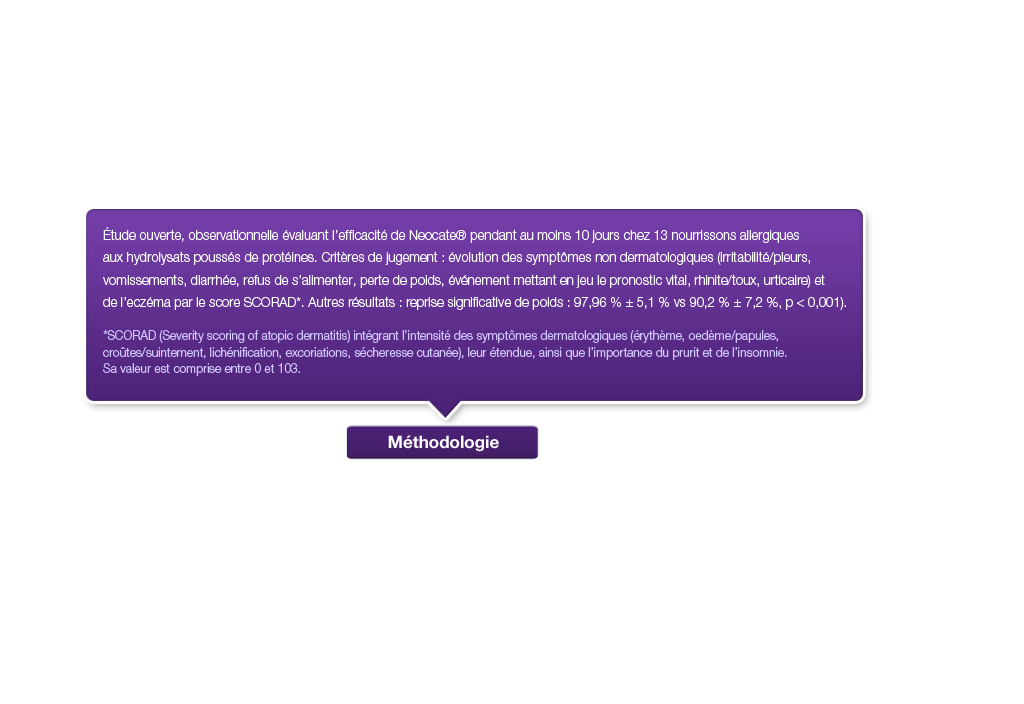 Étude ouverte, observationnelle évaluant l'efficacité de Neocate® pendant au moins 10 jours chez 13 nourrissons allergiques
aux hydrolysats poussés de protéines. Critères de jugement : évolution des symptômes non dermatologiques (irritabilité/pleurs,
vomissements, diarrhée, refus de s'alimenter, perte de poids, événement mettant en jeu le pronostic vital, rhinite/toux, urticaire) et
de l'eczéma par le score SCORAD*. Autres résultats : reprise significative de poids : 97,96 % ± 5,1 % vs 90,2 % ± 7,2 %, p < 0,001).
*SCORAD (Severity scoring of atopic dermatitis) intégrant l'intensité des symptômes dermatologiques (érythème, oedème/papules,
croûtes/suintement, lichénification, excoriations, sécheresse cutanée), leur étendue, ainsi que l'importance du prurit et de l'insomnie.
Sa valeur est comprise entre 0 et 103.
Méthodologie